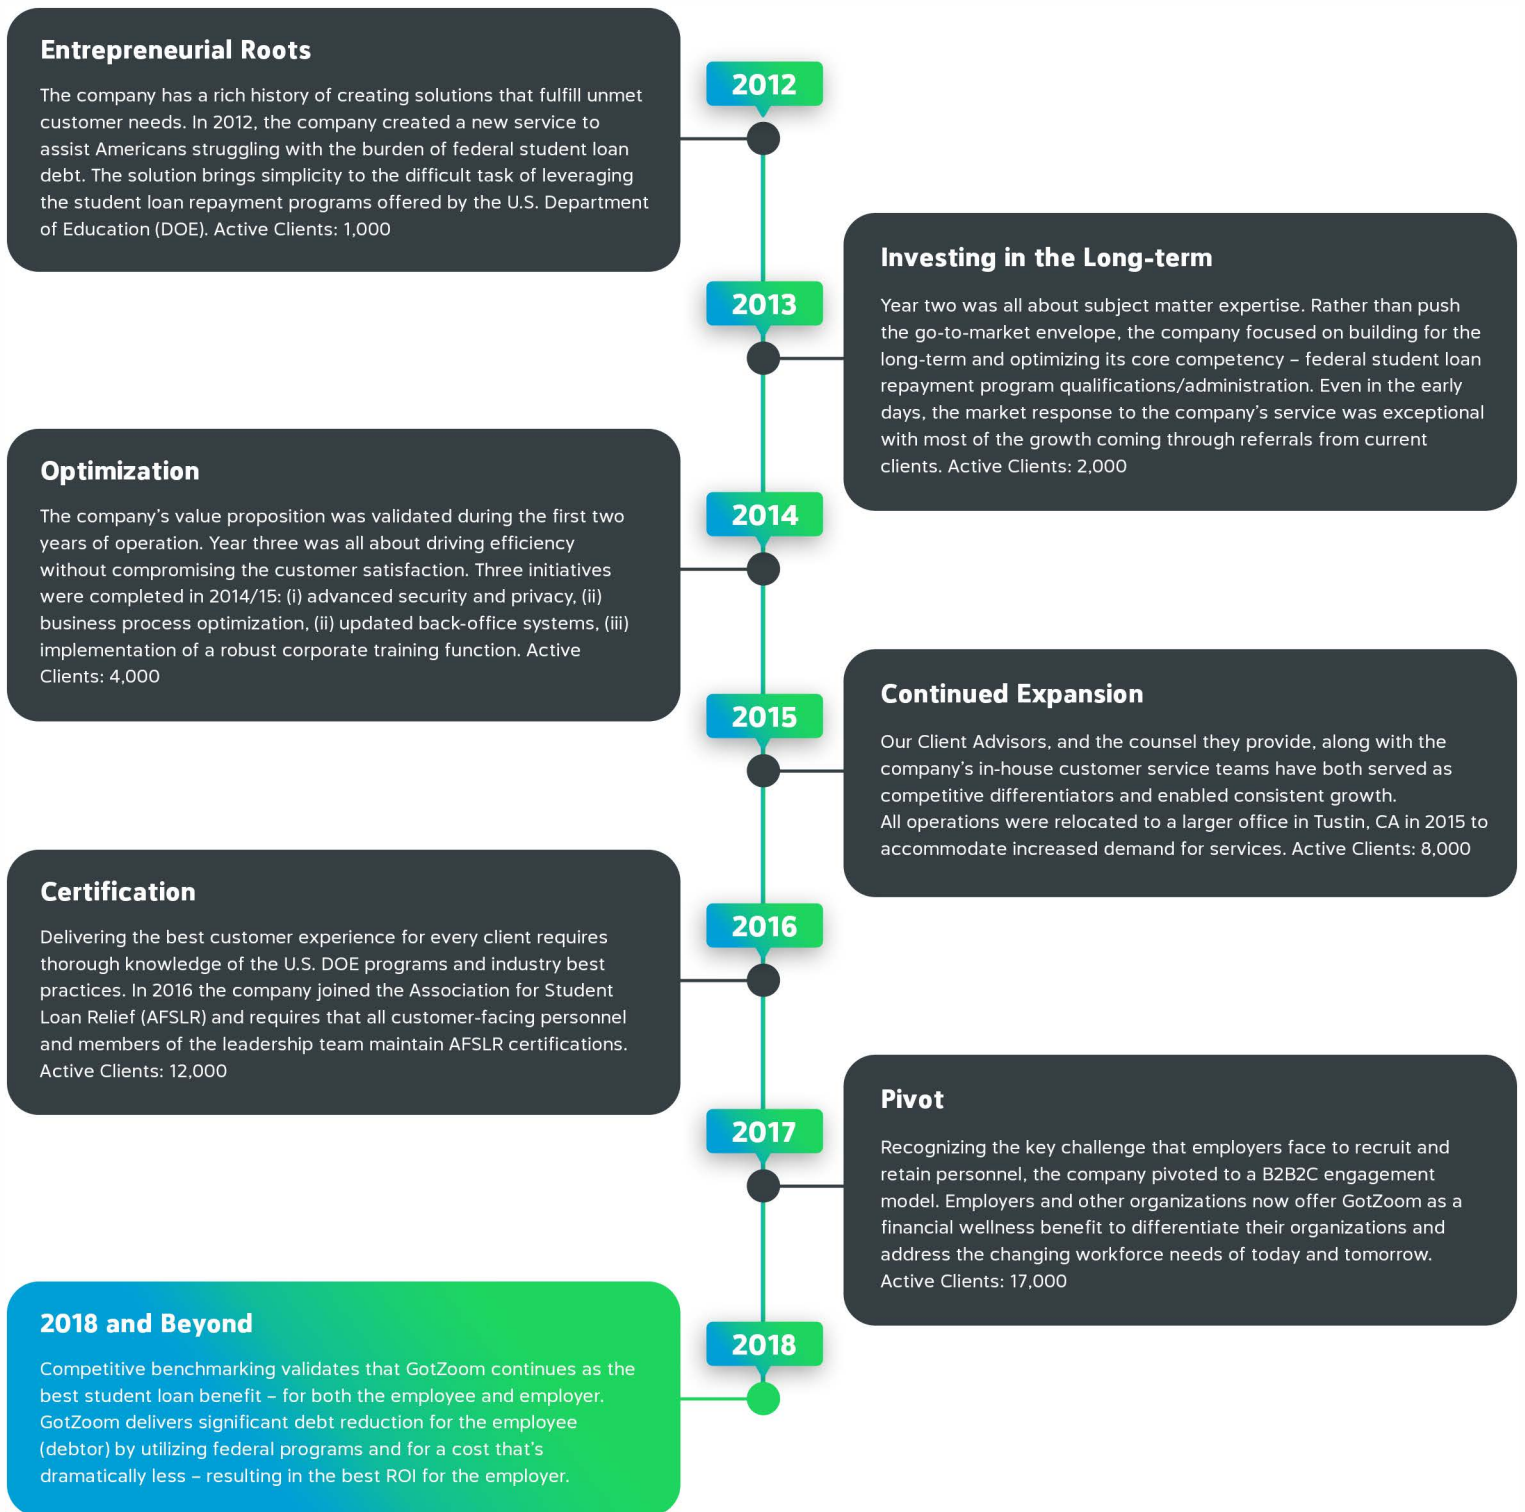 Entrepreneurial Roots
The company has a rich history of creating solutions that fulfill unmet
customer needs. In 2012, the company created a new service to
assist Americans struggling with the burden of federal student loan
debt. The solution brings simplicity to the difficult task of leveraging
the student loan repayment programs offered by the U.S. Department
of Education (DOE). Active Clients: 1,000
2012
Investing in the Long-term
Year two was all about subject matter expertise. Rather than push
the go-to-market envelope, the company focused on building for the
long-term and optimizing its core competency – federal student loan
repayment program qualifications/administration. Even in the early
days, the market response to the company’s service was exceptional
with most of the growth coming through referrals from current
clients. Active Clients: 2,000
2013
Optimization
The company’s value proposition was validated during the first two
years of operation. Year three was all about driving efficiency
without compromising the customer satisfaction. Three initiatives
were completed in 2014/15: (i) advanced security and privacy, (ii)
business process optimization, (ii) updated back-office systems, (iii)
implementation of a robust corporate training function. Active
Clients: 4,000
2014
Continued Expansion
Our Client Advisors, and the counsel they provide, along with the
company’s in-house customer service teams have both served as
competitive differentiators and enabled consistent growth.
All operations were relocated to a larger office in Tustin, CA in 2015 to
accommodate increased demand for services. Active Clients: 8,000
2015
Certification
Delivering the best customer experience for every client requires
thorough knowledge of the U.S. DOE programs and industry best
practices. In 2016 the company joined the Association for Student
Loan Relief (AFSLR) and requires that all customer-facing personnel
and members of the leadership team maintain AFSLR certifications.
Active Clients: 12,000
2016
Pivot
Recognizing the key challenge that employers face to recruit and
retain personnel, the company pivoted to a B2B2C engagement
model. Employers and other organizations now offer GotZoom as a
financial wellness benefit to differentiate their organizations and
address the changing workforce needs of today and tomorrow.
Active Clients: 17,000
2017
2018 and Beyond
Competitive benchmarking validates that GotZoom continues as the
best student loan benefit – for both the employee and employer.
GotZoom delivers significant debt reduction for the employee
(debtor) by utilizing federal programs and for a cost that’s
dramatically less – resulting in the best ROI for the employer.
2018